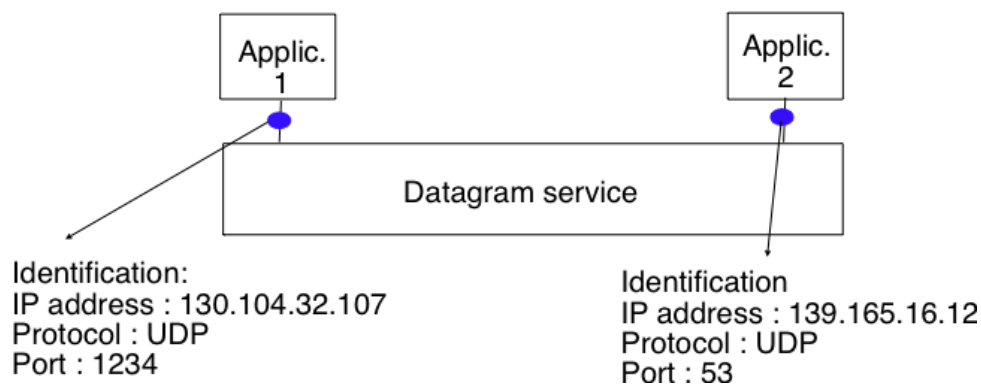 Applic.
1
Applic.
2
Datagram service
Identification:
IP address : 130.104.32.107
Protocol : UDP
Port : 1234
Identification
IP address : 139.165.16.12
Protocol : UDP
Port : 53